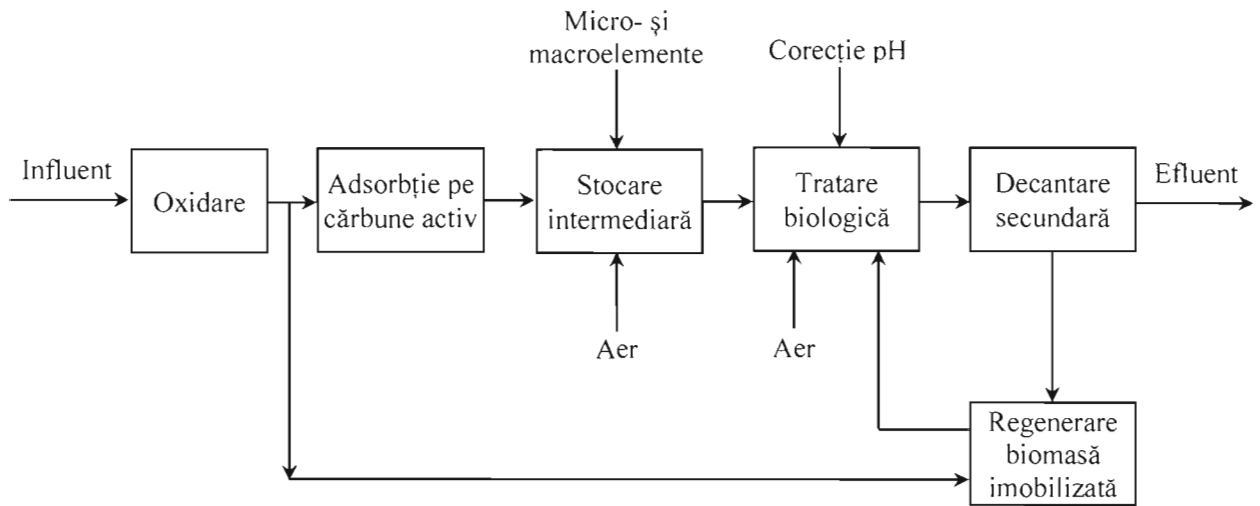 Micro- și
macroelemente
Corecție pH
Influent
Oxidare
Adsorbție pe
cărbune activ
Stocare
intermediară
Tratare
biologică
Decantare
secundară
Efluent
Aer
Aer
Regenerare
biomasă
imobilizată